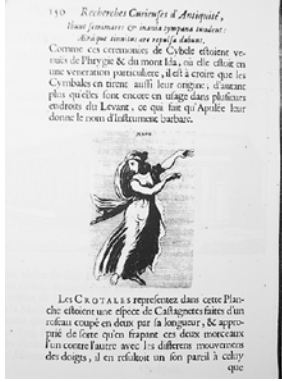 150 Recherches Curieuses d'Antiquité,
Ibunt semimares & inania tympana tundent:
Æraque tinnitus ære repulsa dabunt.
Comme ces ceremonies de Cybele estoient ve-
nuës de Phrygie & du mont Ida, où elle estoit en
une veneration particuliere, il est à croire que les
Cymbales en tirent aussi leur origine; d'autant
plus qu'elles sont encore en usage dans plusieurs
endroits du Levant, ce qui fait qu'Apulée leur
donne le nom d'Instrument barbare.
Les CROTALES representez dans cette Plan-
che estoient une espece de Castagnetes faites d'un
roseau coupé en deux par sa longueur, & appro-
prié de sorte qu'en frapant ces deux morceaux
l'un contre l'autre avec les differens mouvemens
des doigts, il en resultoit un son pareil à celuy
que